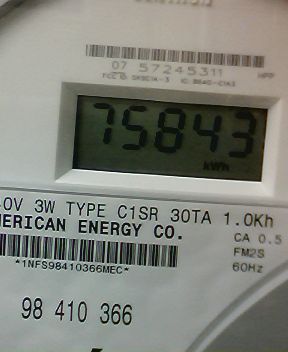 07 57245311
HPP
75843
kWh
0V 3W TYPE C1SR 30TA 1.0Kh
MERICAN ENERGY CO.
CA 0.5
FM2S
60Hz
*1NFS98410366MEC*
98 410 366